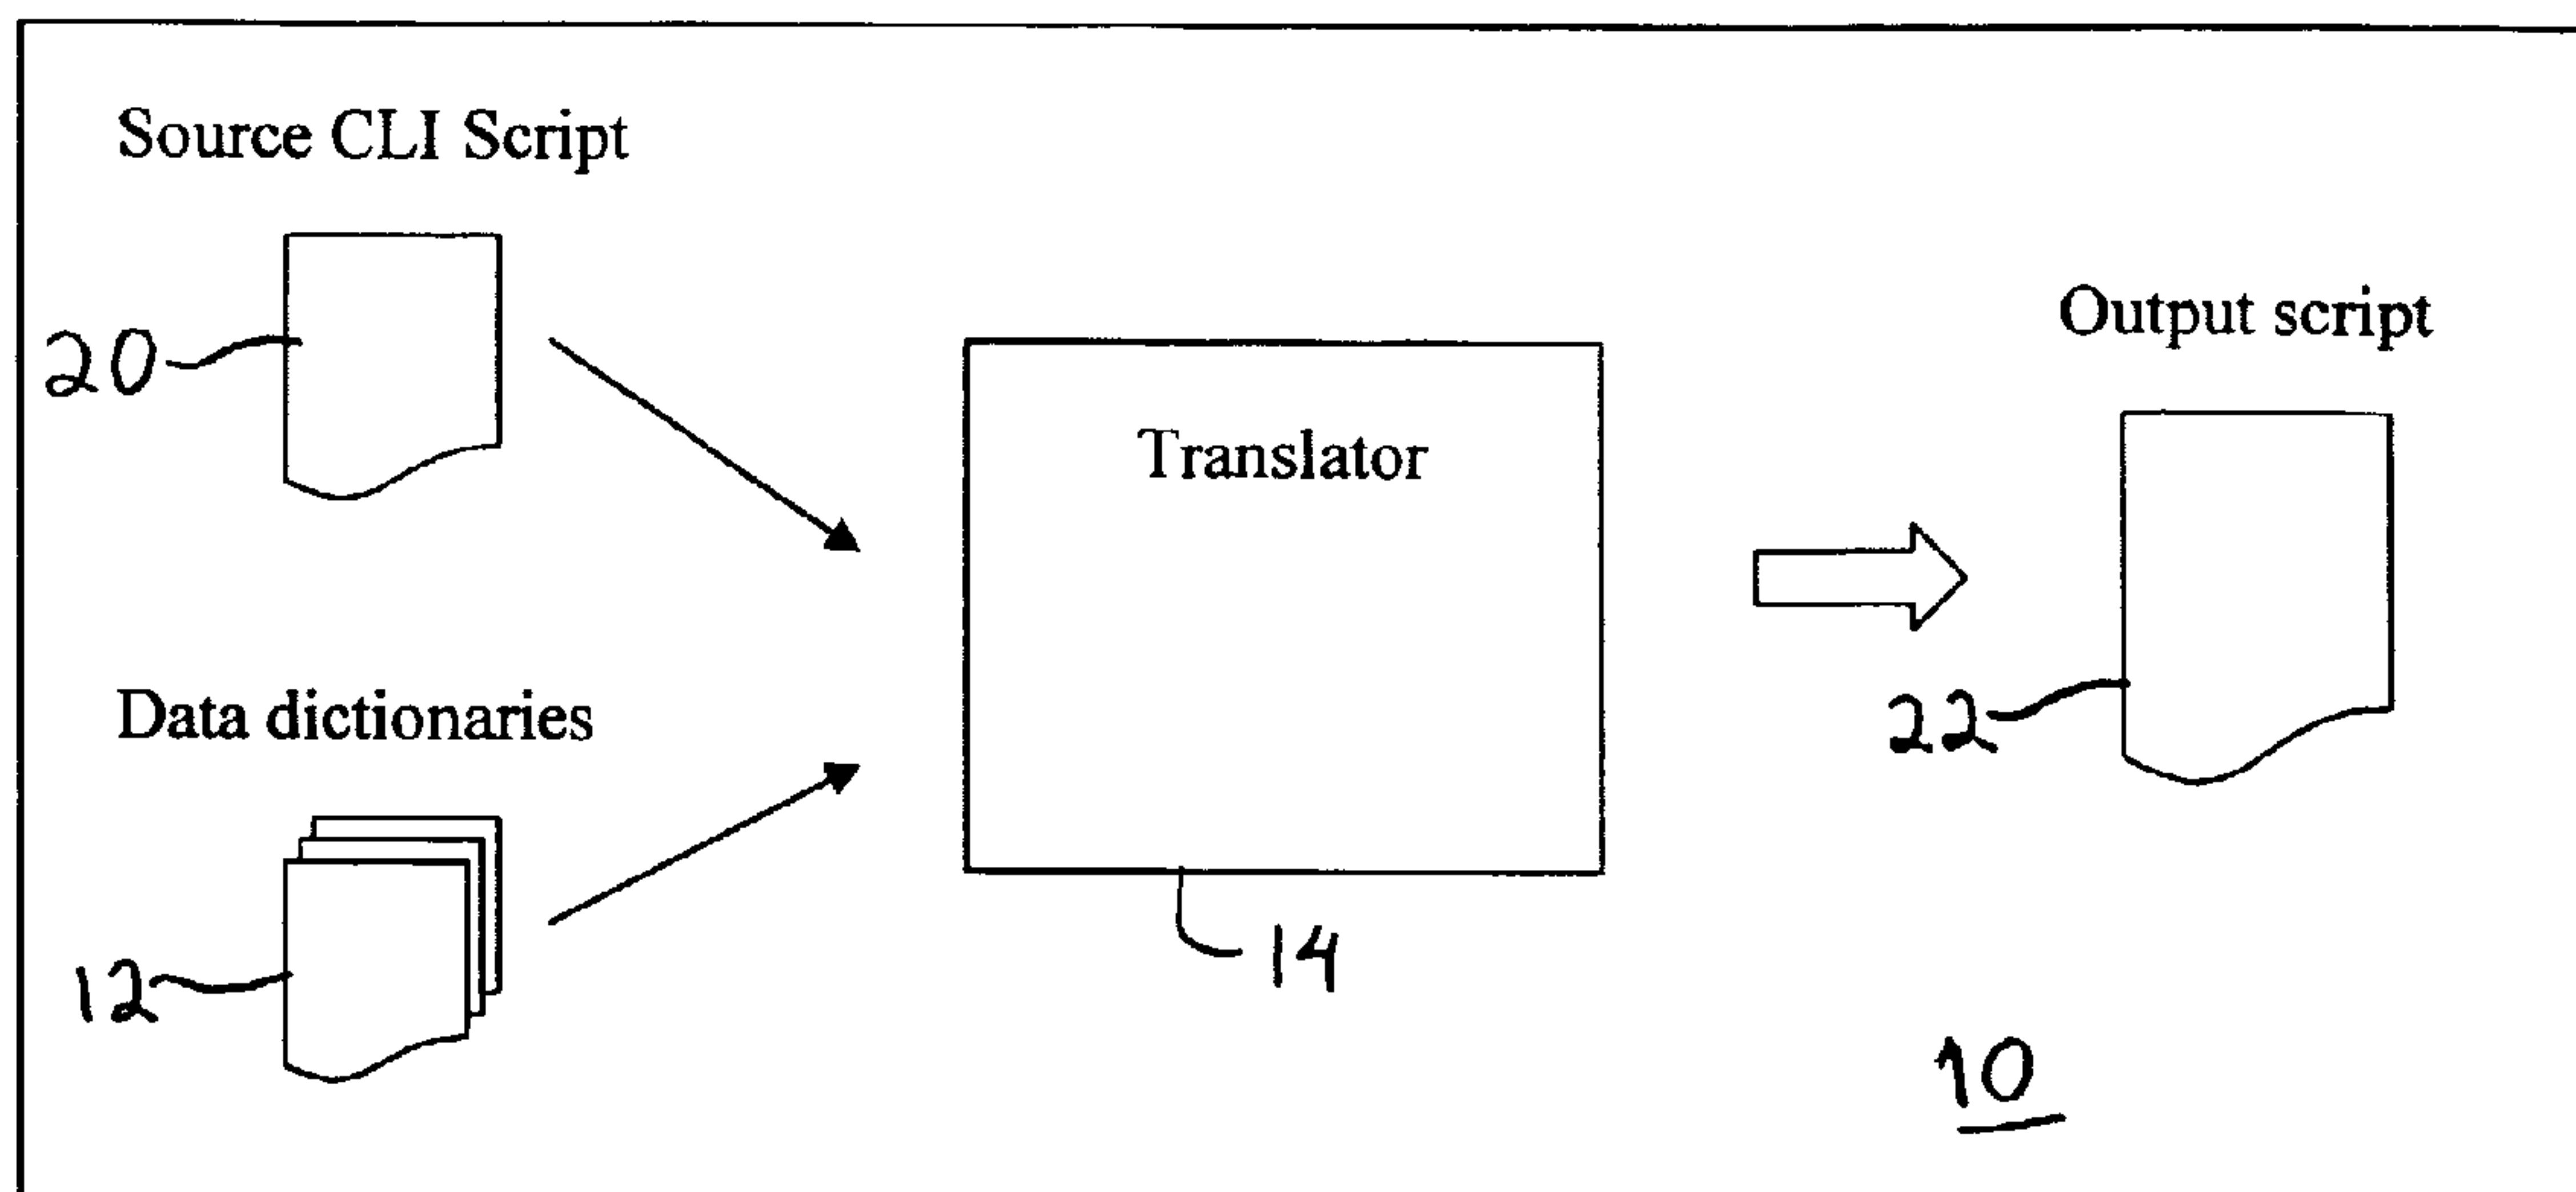 Source CLI Script
20
Output script
Translator
22
Data dictionaries
12
14
10